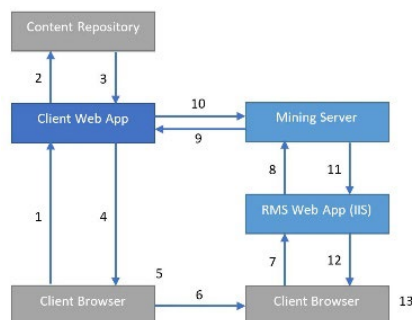 Content Repository
2 3
10
Client Web App Mining Server
9
8 11
1 4 RMS Web App (IIS)
5 7 12
Client Browser 6 Client Browser 13